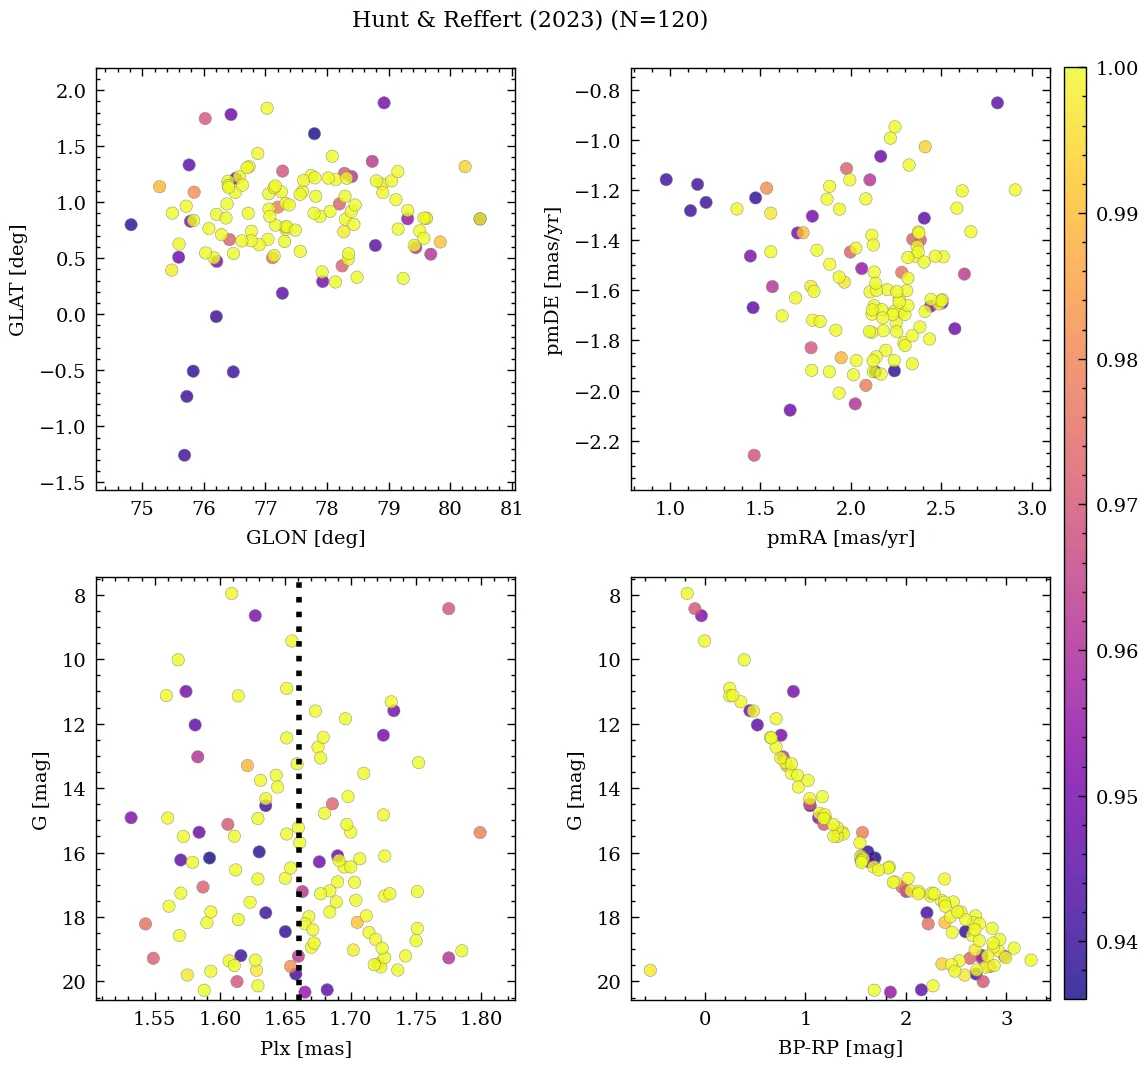 Hunt & Reffert (2023) (N=120)
2.0
1.5
1.0
0.5
0.0
−0.5
−1.0
−1.5
GLAT [deg]
75 76 77 78 79 80 81
GLON [deg]
−0.8
−1.0
−1.2
−1.4
−1.6
−1.8
−2.0
−2.2
pmDE [mas/yr]
1.0 1.5 2.0 2.5 3.0
pmRA [mas/yr]
1.00
0.99
0.98
0.97
0.96
0.95
0.94
8
10
12
14
16
18
20
G [mag]
1.55 1.60 1.65 1.70 1.75 1.80
Plx [mas]
8
10
12
14
16
18
20
G [mag]
0 1 2 3
BP-RP [mag]